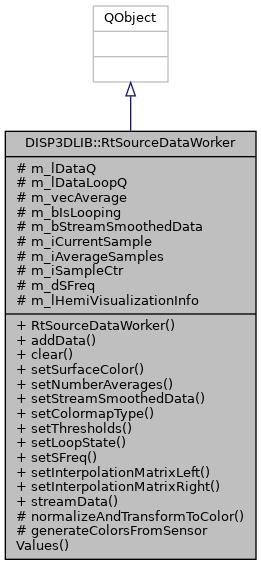 QObject
DISP3DLIB::RtSourceDataWorker
# m_lDataQ
# m_lDataLoopQ
# m_vecAverage
# m_bIsLooping
# m_bStreamSmoothedData
# m_iCurrentSample
# m_iAverageSamples
# m_iSampleCtr
# m_dSFreq
# m_lHemiVisualizationInfo
+ RtSourceDataWorker()
+ addData()
+ clear()
+ setSurfaceColor()
+ setNumberAverages()
+ setStreamSmoothedData()
+ setColormapType()
+ setThresholds()
+ setLoopState()
+ setSFreq()
+ setInterpolationMatrixLeft()
+ setInterpolationMatrixRight()
+ streamData()
# normalizeAndTransformToColor()
# generateColorsFromSensor
Values()